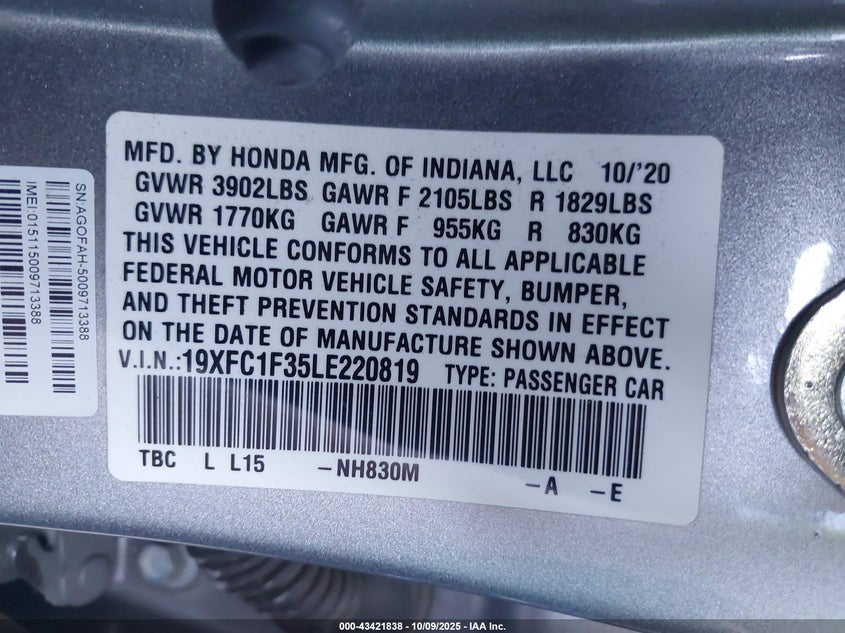 MFD. BY HONDA MFG. OF INDIANA, LLC 10/'20
GVWR 3902LBS GAWR F 2105LBS R 1829LBS
GVWR 1770KG GAWR F 955KG R 830KG
THIS VEHICLE CONFORMS TO ALL APPLICABLE
FEDERAL MOTOR VEHICLE SAFETY, BUMPER,
AND THEFT PREVENTION STANDARDS IN EFFECT
ON THE DATE OF MANUFACTURE SHOWN ABOVE.
V.I.N.:19XFC1F35LE220819 TYPE: PASSENGER CAR
TBC L L15 -NH830M -A -E
SN:AGOFAH-5009713388
IMEI:015115009713388
000-43421838 - 10/09/2025 - IAA Inc.